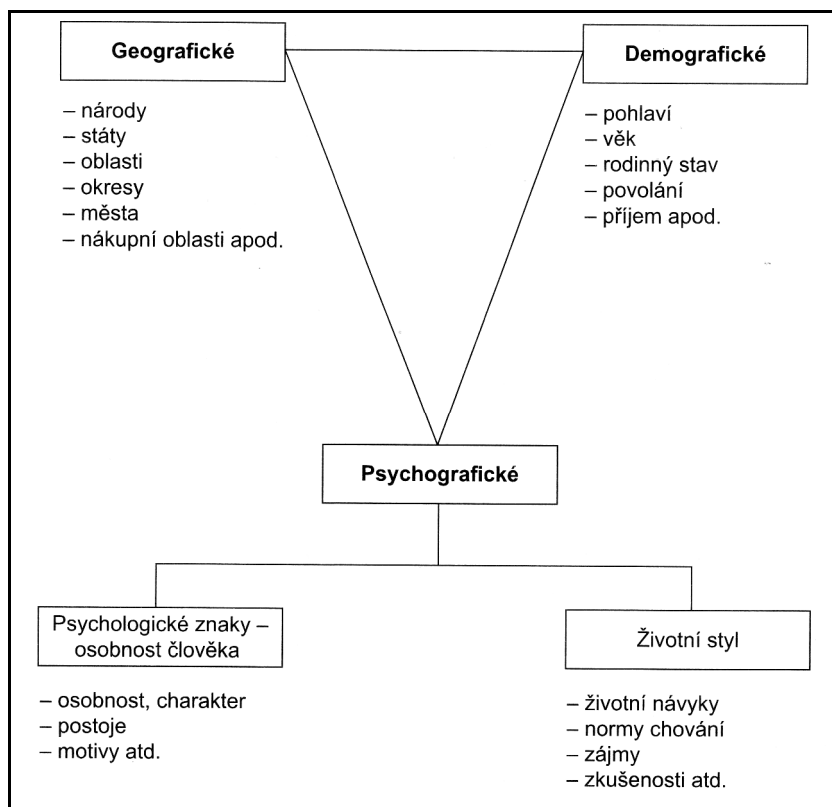 Geografické
– národy
– státy
– oblasti
– okresy
– města
– nákupní oblasti apod.
Demografické
– pohlaví
– věk
– rodinný stav
– povolání
– příjem apod.
Psychografické
Psychologické znaky –
osobnost člověka
– osobnost, charakter
– postoje
– motivy atd.
Životní styl
– životní návyky
– normy chování
– zájmy
– zkušenosti atd.